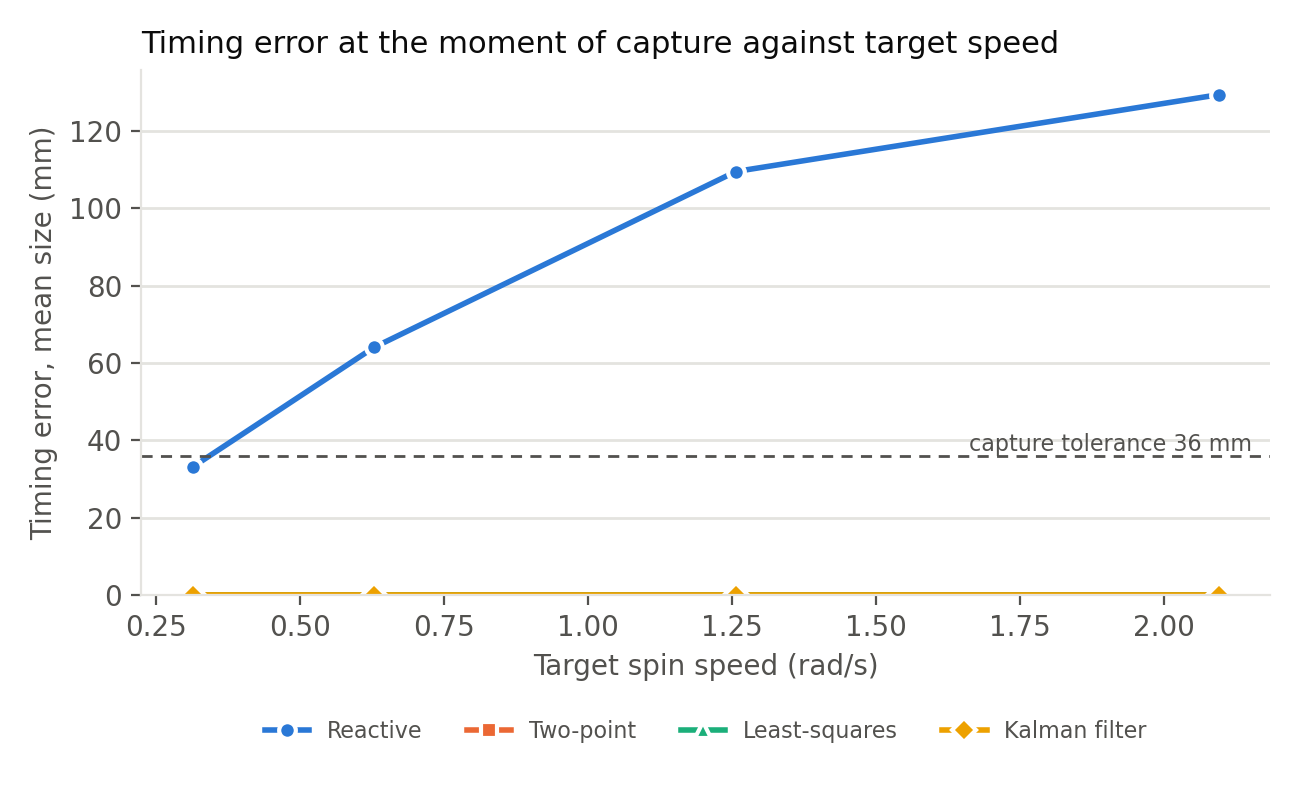 Timing error at the moment of capture against target speed
Timing error, mean size (mm)
120
100
80
60
40
20
0
capture tolerance 36 mm
0.25 0.50 0.75 1.00 1.25 1.50 1.75 2.00
Target spin speed (rad/s)
Reactive Two-point Least-squares Kalman filter